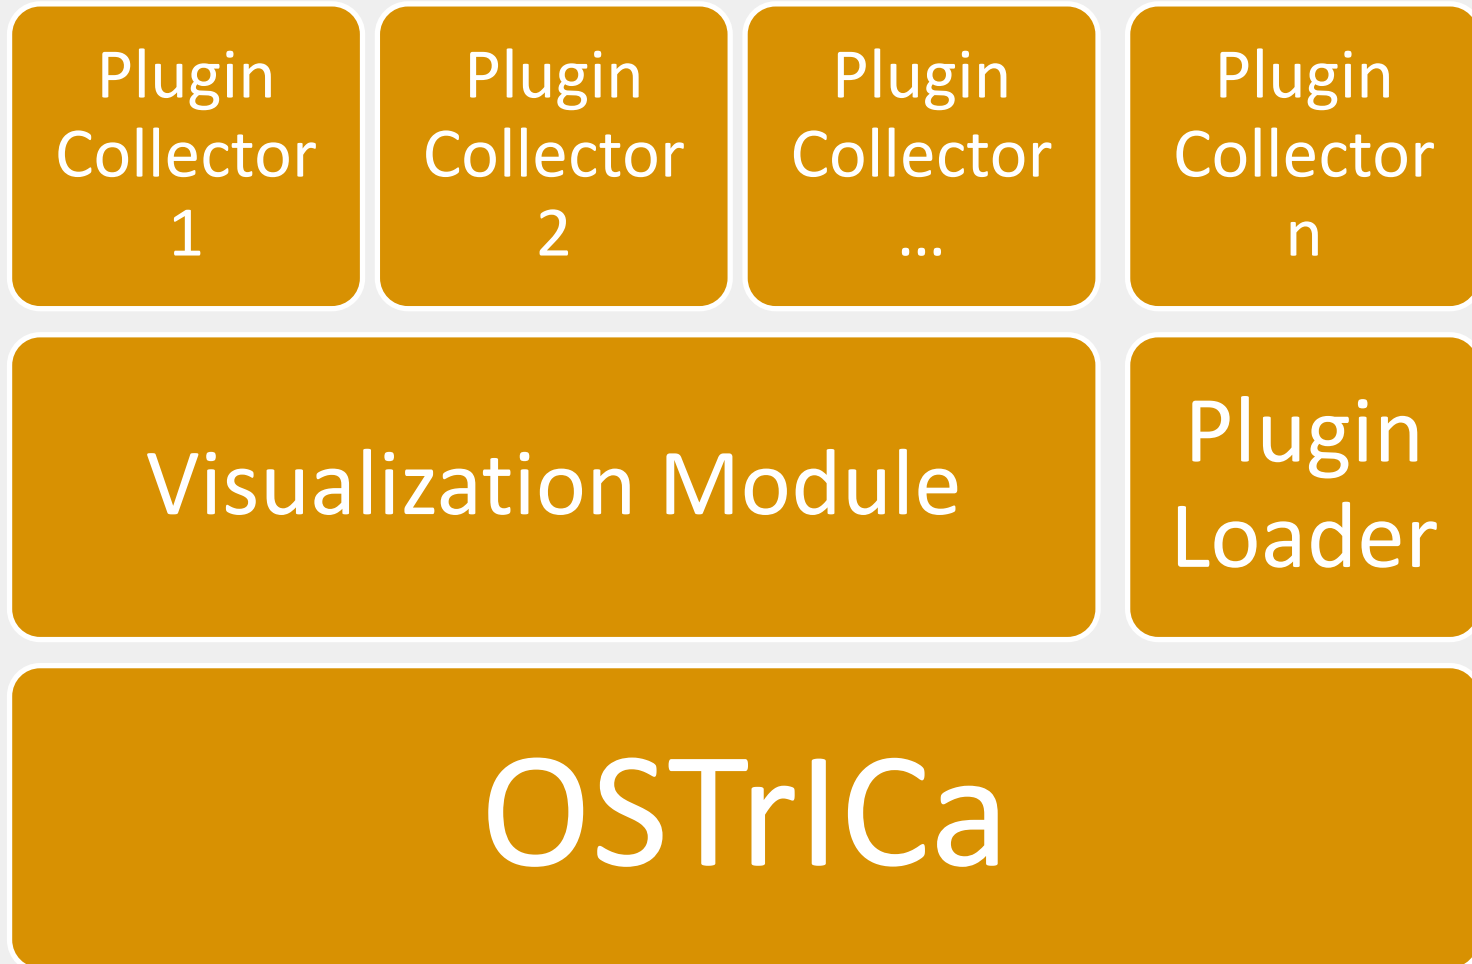 Plugin
Collector
1
Plugin
Collector
2
Plugin
Collector
...
Plugin
Collector
n
Visualization Module
Plugin
Loader
OSTrICa